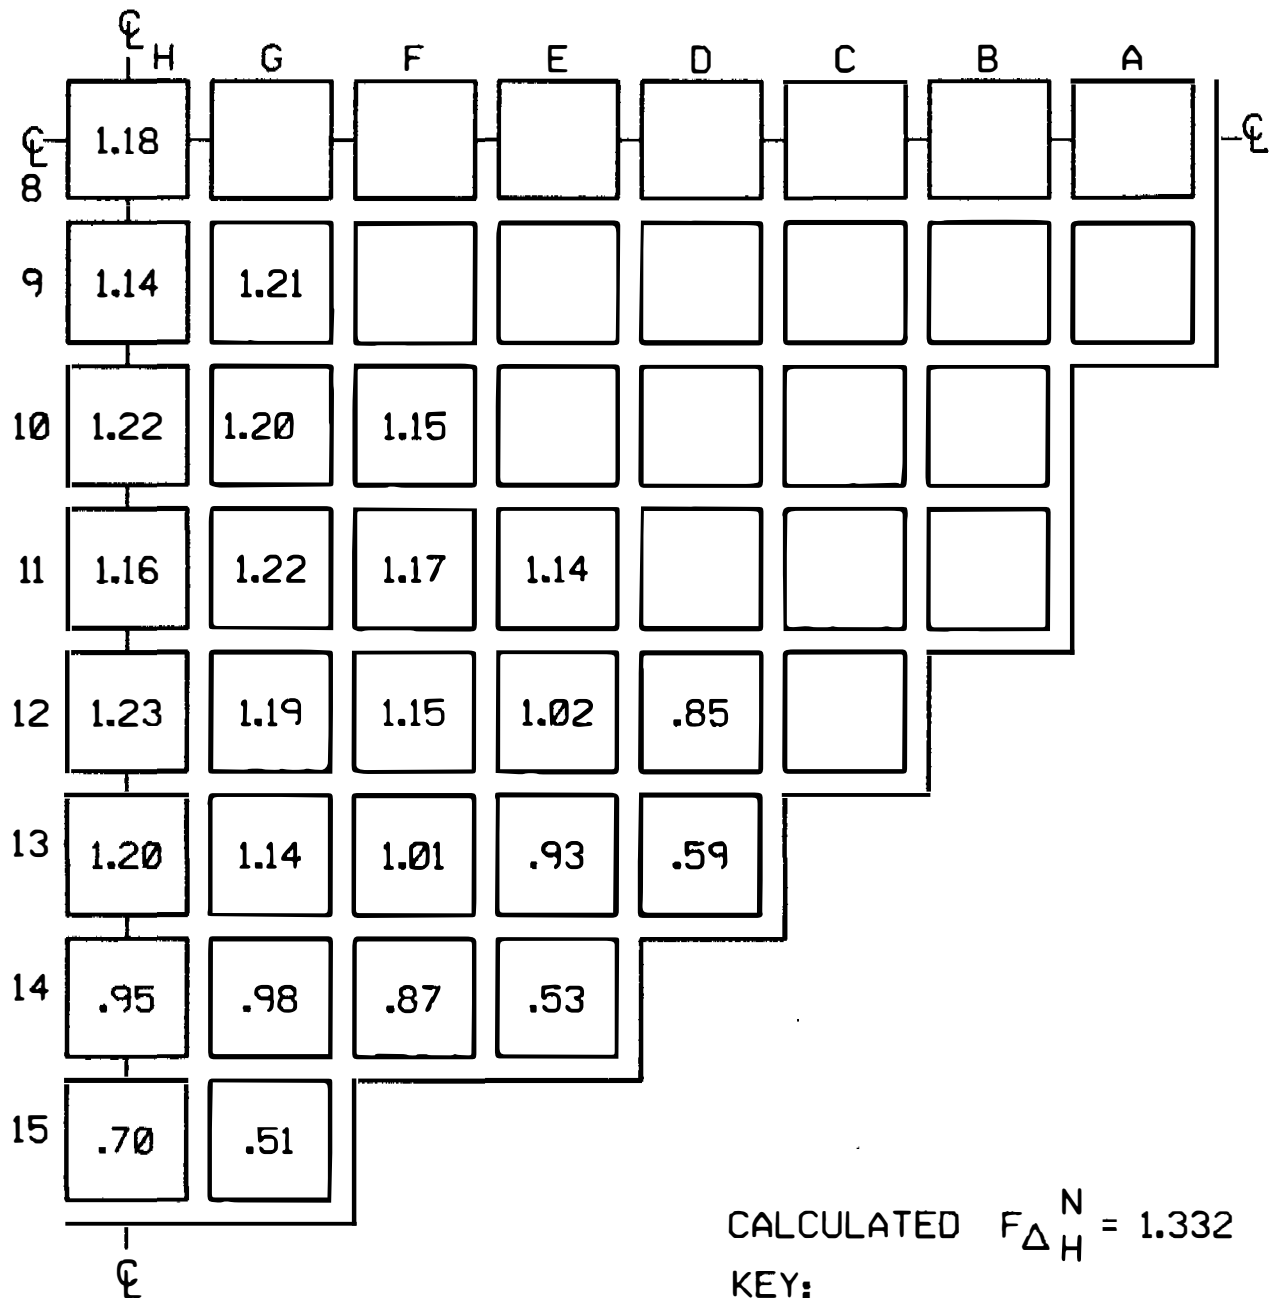 ℄
H G F E D C B A
℄ 1.18 ℄
8
9 1.14 1.21
10 1.22 1.20 1.15
11 1.16 1.22 1.17 1.14
12 1.23 1.19 1.15 1.02 .85
13 1.20 1.14 1.01 .93 .59
14 .95 .98 .87 .53
15 .70 .51
℄
CALCULATED F Δ N H = 1.332
KEY: